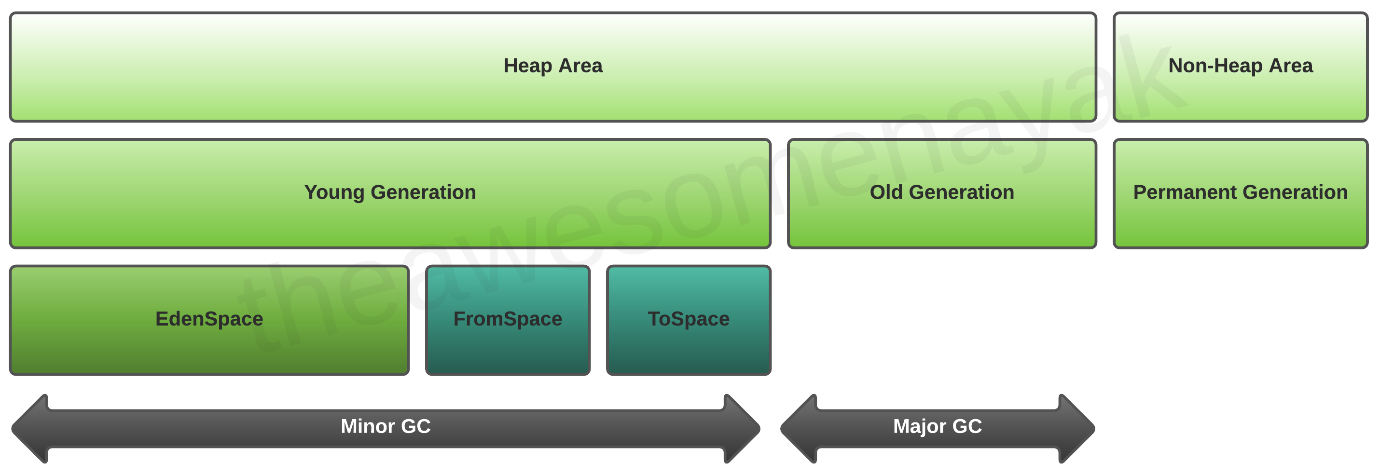 Heap Area
Non-Heap Area
Young Generation
Old Generation
Permanent Generation
EdenSpace
FromSpace
ToSpace
Minor GC
Major GC
theawesomenayak